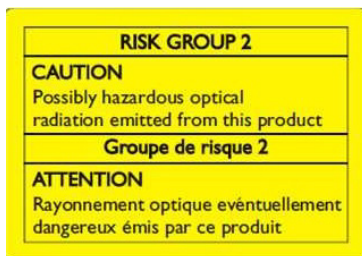 RISK GROUP 2
CAUTION
Possibly hazardous optical
radiation emitted from this product
Groupe de risque 2
ATTENTION
Rayonnement optique evéntuellement
dangereux émis par ce produit